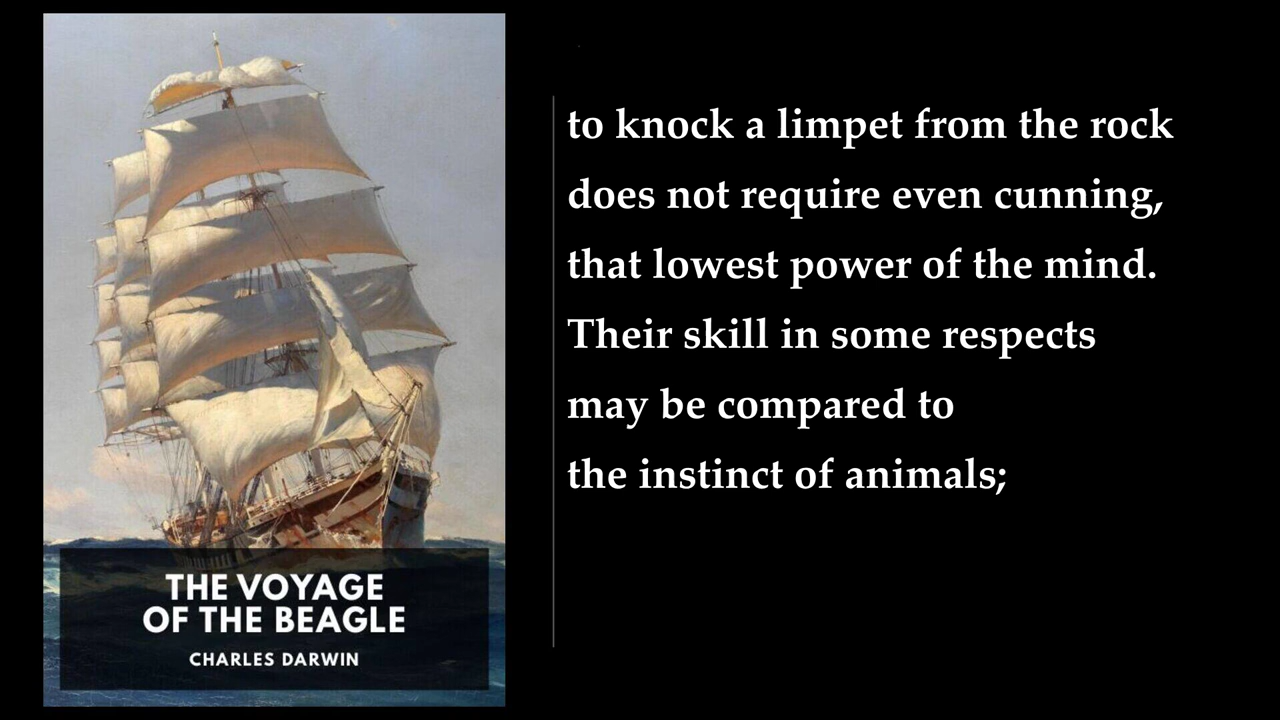 THE VOYAGE
OF THE BEAGLE
CHARLES DARWIN
to knock a limpet from the rock
does not require even cunning,
that lowest power of the mind.
Their skill in some respects
may be compared to
the instinct of animals;